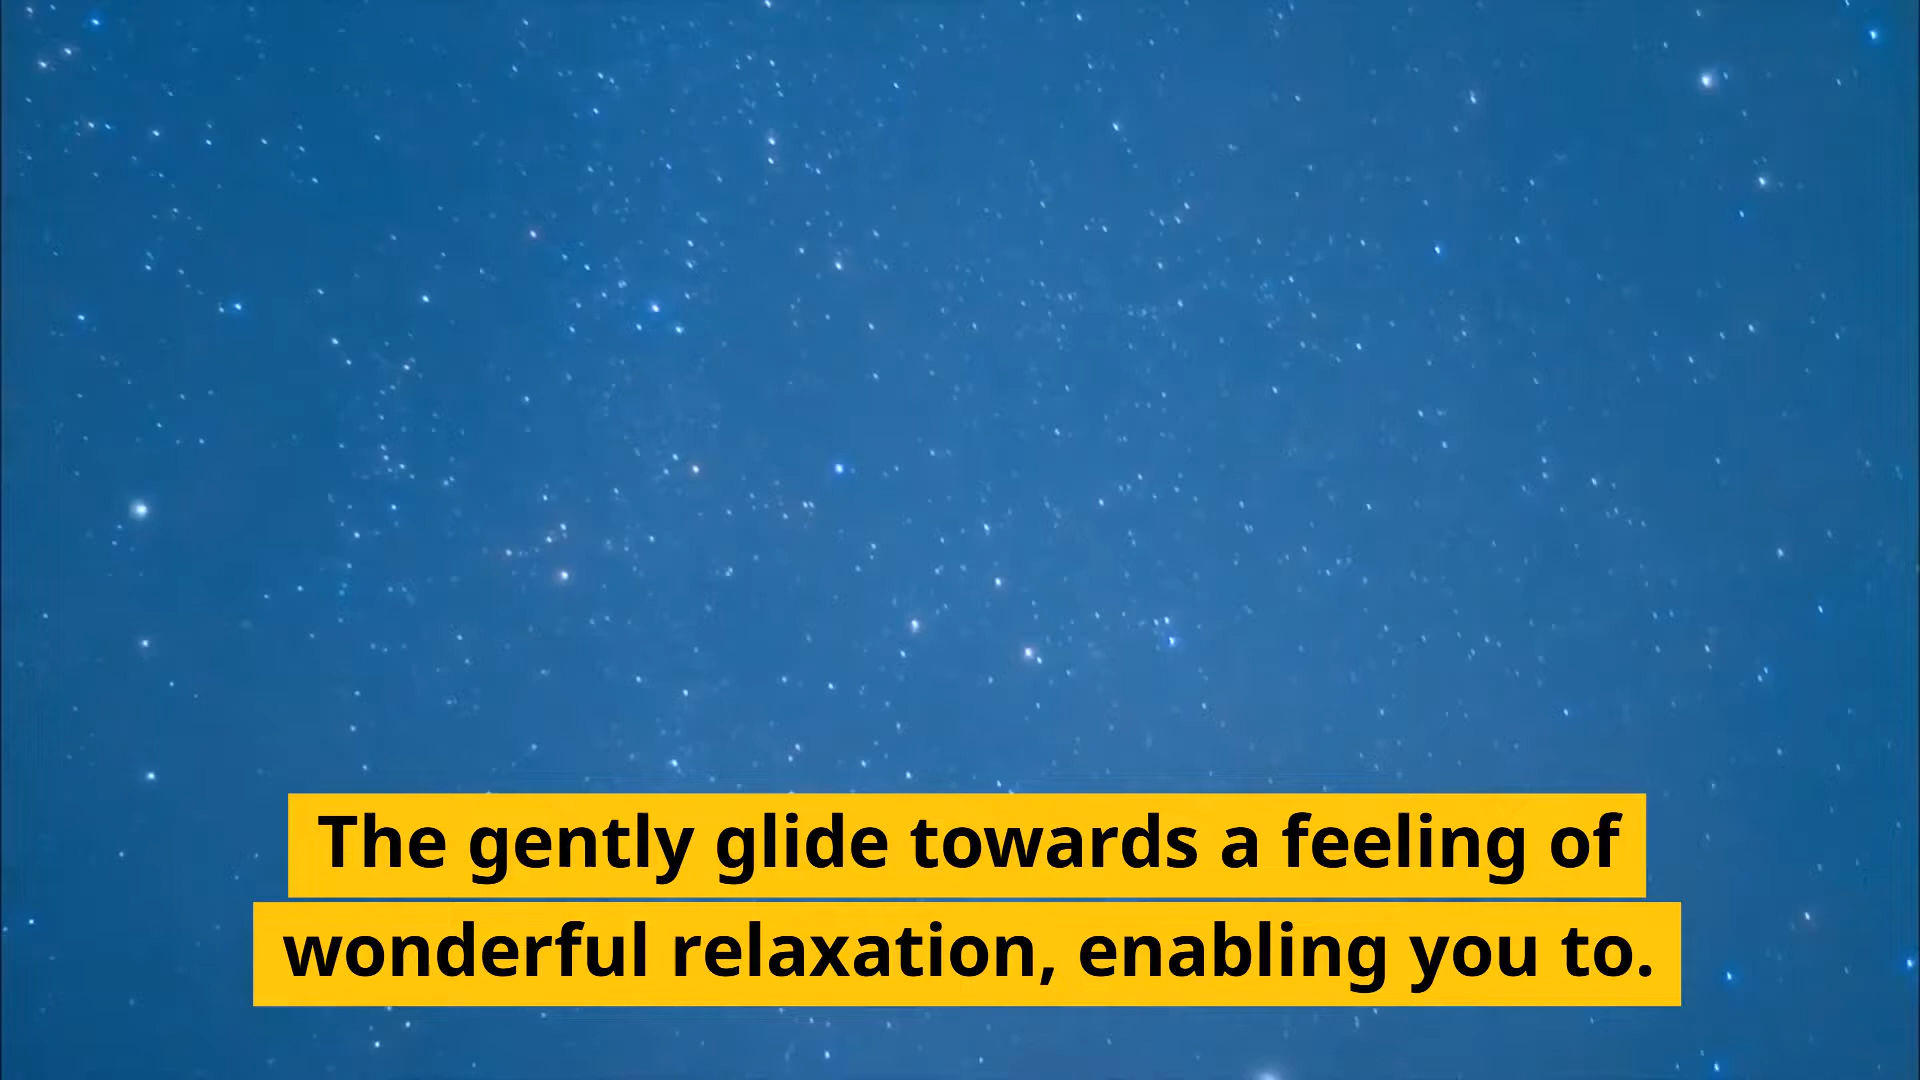 The gently glide towards a feeling of
wonderful relaxation, enabling you to.